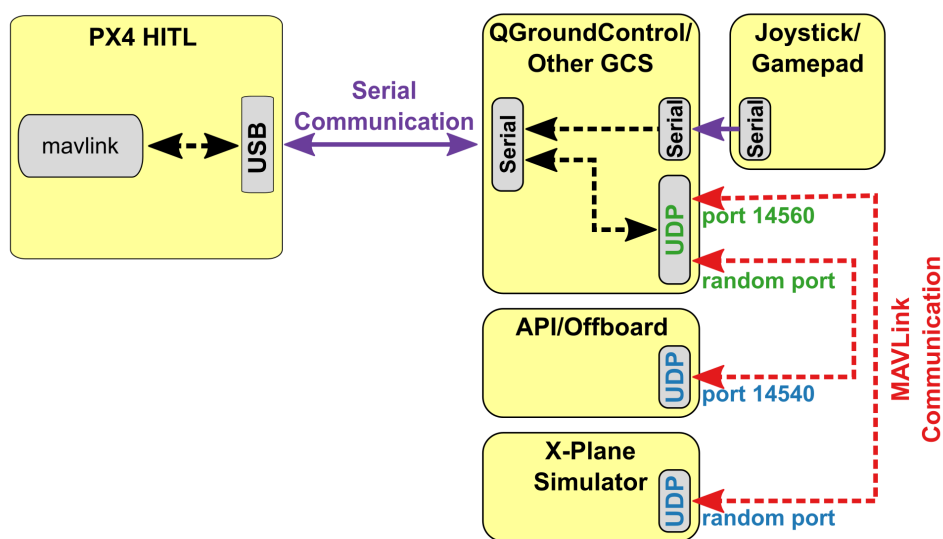 PX4 HITL
mavlink
USB
Serial
Communication
QGroundControl/
Other GCS
Serial
Serial
UDP
Joystick/
Gamepad
Serial
port 14560
random port
API/Offboard
UDP
port 14540
X-Plane
Simulator
UDP
random port
MAVLink
Communication